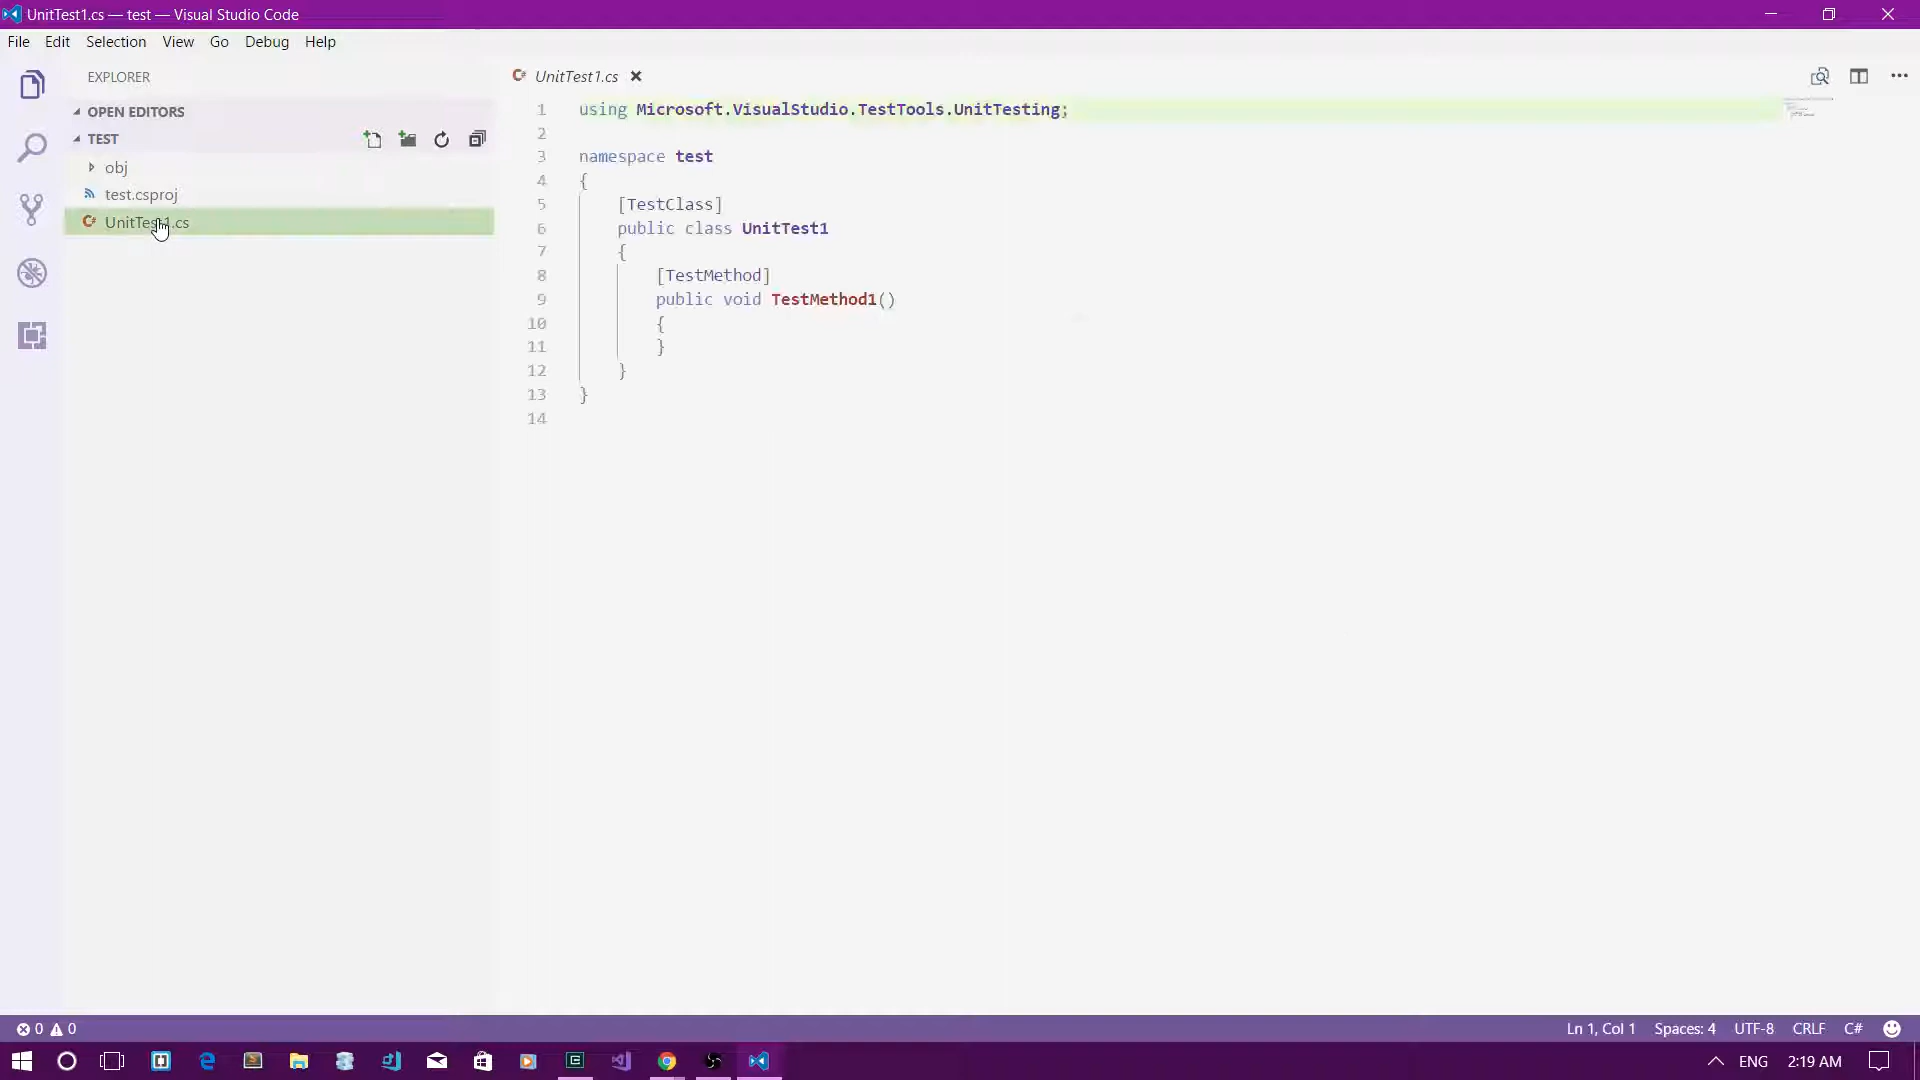 UnitTest1.cs — test — Visual Studio Code
File Edit Selection View Go Debug Help
EXPLORER
OPEN EDITORS
TEST
obj
test.csproj
UnitTest1.cs
UnitTest1.cs
1 using Microsoft.VisualStudio.TestTools.UnitTesting;
2
3 namespace test
4 {
5 [TestClass]
6 public class UnitTest1
7 {
8 [TestMethod]
9 public void TestMethod1()
10 {
11 }
12 }
13 }
14
0 0
Ln 1, Col 1 Spaces: 4 UTF-8 CRLF C#
ENG 2:19 AM